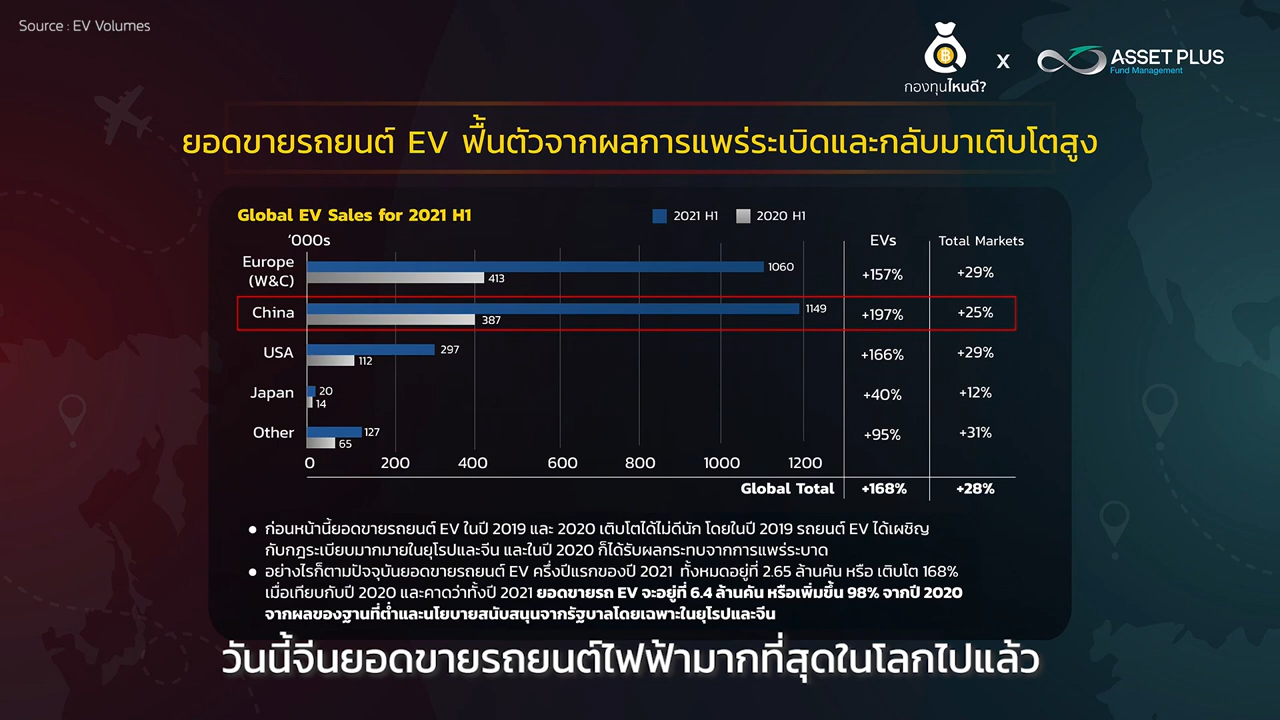 Source : EV Volumes
กองทุนไหนดี?
X
ASSET PLUS
Fund Management
ยอดขายรถยนต์ EV ฟื้นตัวจากผลการแพร่ระเบิดและกลับมาเติบโตสูง
Global EV Sales for 2021 H1
2021 H1
2020 H1
'000s
EVs
Total Markets
Europe
(W&C)
1060
413
+157%
+29%
China
1149
387
+197%
+25%
USA
297
112
+166%
+29%
Japan
20
14
+40%
+12%
Other
127
65
+95%
+31%
0 200 400 600 800 1000 1200
Global Total +168% +28%
● ก่อนหน้านี้ยอดขายรถยนต์ EV ในปี 2019 และ 2020 เติบโตได้ไม่ดีนัก โดยในปี 2019 รถยนต์ EV ได้เผชิญ
กับกฎระเบียบมากมายในยุโรปและจีน และในปี 2020 ก็ได้รับผลกระทบจากการแพร่ระบาด
● อย่างไรก็ตามปัจจุบันยอดขายรถยนต์ EV ครึ่งปีแรกของปี 2021 ทั้งหมดอยู่ที่ 2.65 ล้านคัน หรือ เติบโต 168%
เมื่อเทียบกับปี 2020 และคาดว่าทั้งปี 2021 ยอดขายรถ EV จะอยู่ที่ 6.4 ล้านคัน หรือเพิ่มขึ้น 98% จากปี 2020
จากผลของฐานที่ต่ำและนโยบายสนับสนุนจากรัฐบาลโดยเฉพาะในยุโรปและจีน
วันนี้จีนยอดขายรถยนต์ไฟฟ้ามากที่สุดในโลกไปแล้ว